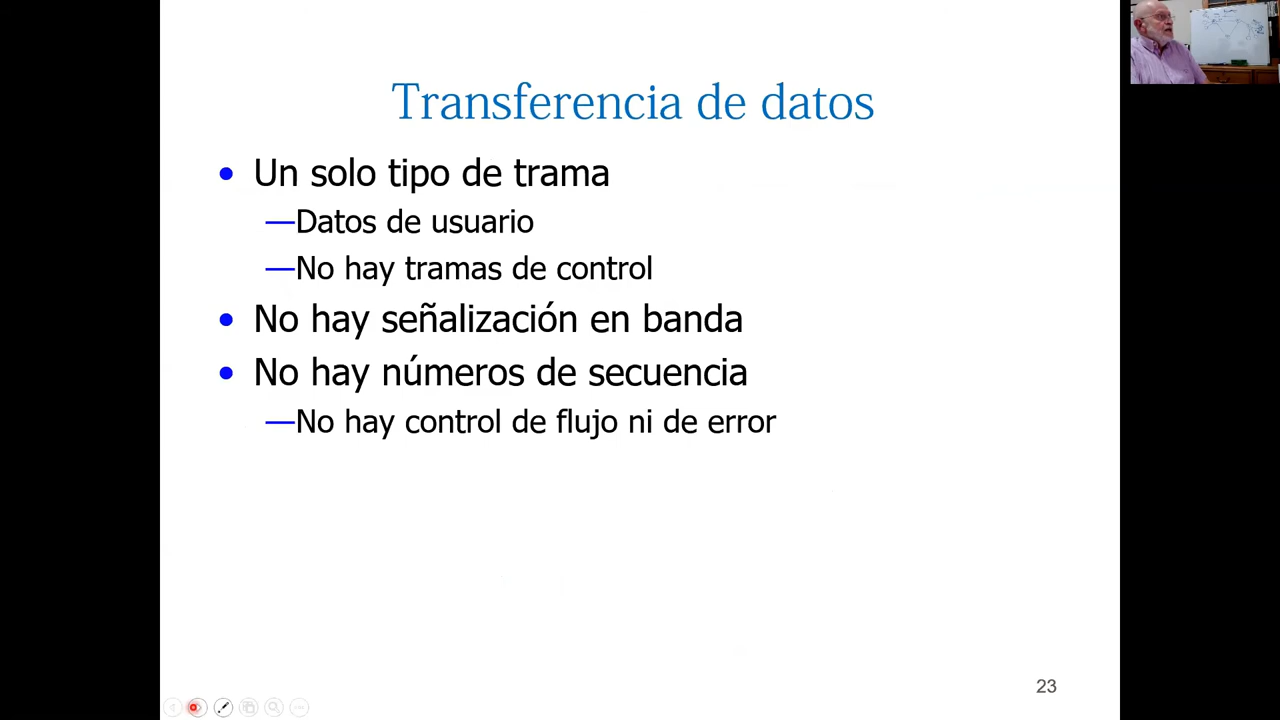 Transferencia de datos
• Un solo tipo de trama
—Datos de usuario
—No hay tramas de control
• No hay señalización en banda
• No hay números de secuencia
—No hay control de flujo ni de error
23